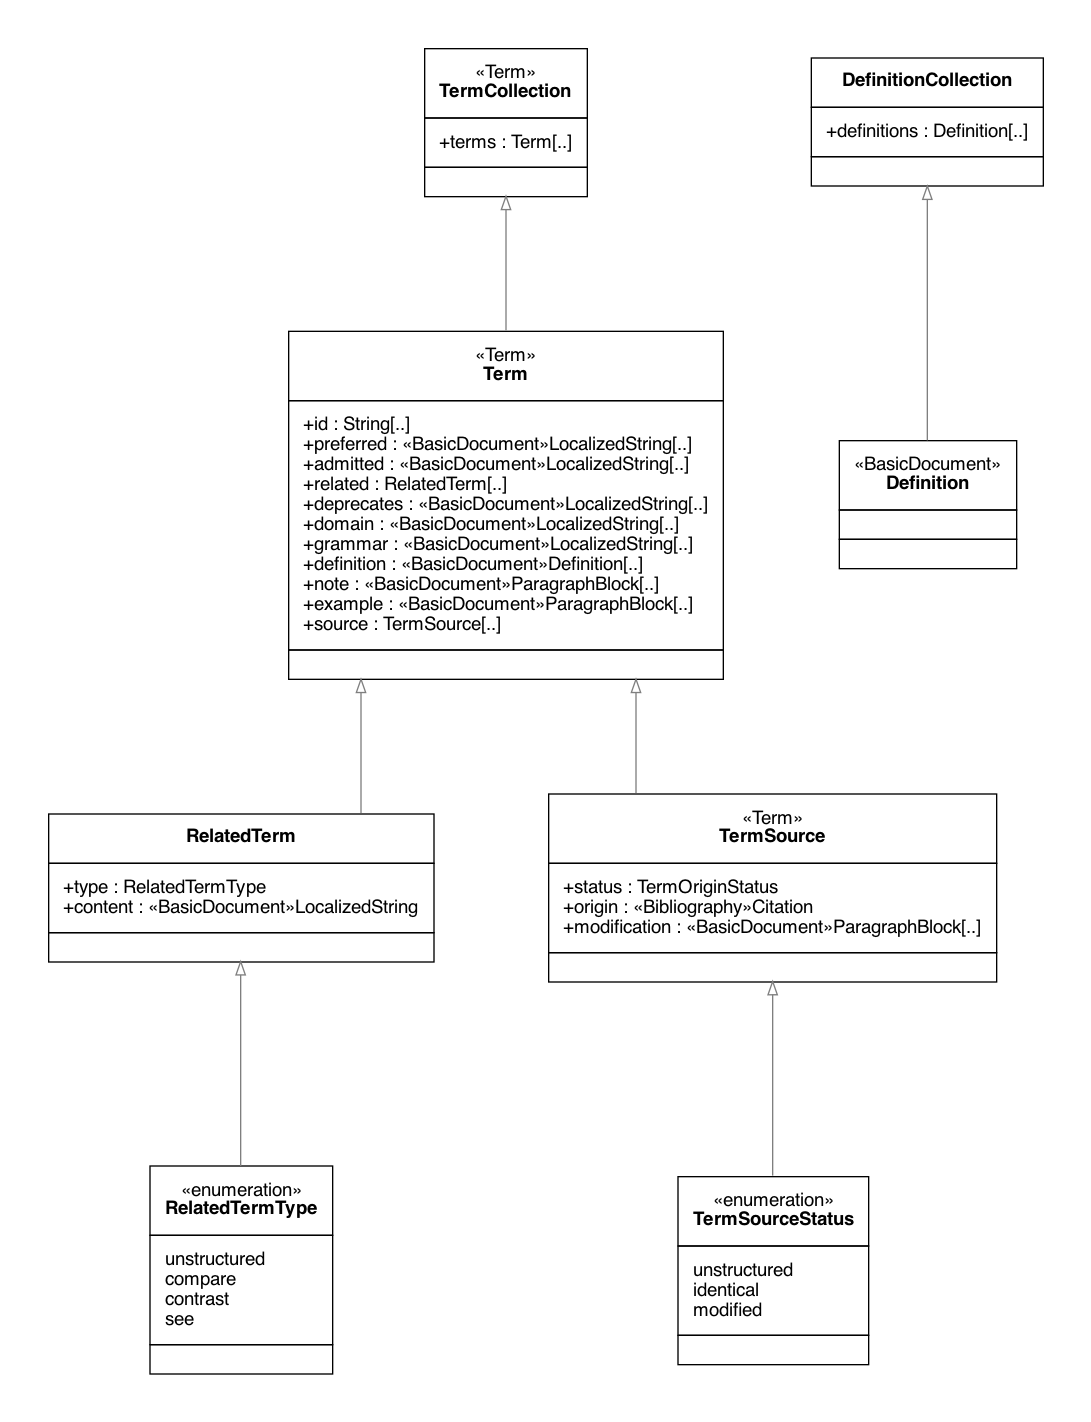 «Term»
TermCollection
+terms : Term[..]
DefinitionCollection
+definitions : Definition[..]
«Term»
Term
+id : String[..]
+preferred : «BasicDocument»LocalizedString[..]
+admitted : «BasicDocument»LocalizedString[..]
+related : RelatedTerm[..]
+deprecates : «BasicDocument»LocalizedString[..]
+domain : «BasicDocument»LocalizedString[..]
+grammar : «BasicDocument»LocalizedString[..]
+definition : «BasicDocument»Definition[..]
+note : «BasicDocument»ParagraphBlock[..]
+example : «BasicDocument»ParagraphBlock[..]
+source : TermSource[..]
«BasicDocument»
Definition
RelatedTerm
+type : RelatedTermType
+content : «BasicDocument»LocalizedString
«Term»
TermSource
+status : TermOriginStatus
+origin : «Bibliography»Citation
+modification : «BasicDocument»ParagraphBlock[..]
«enumeration»
RelatedTermType
unstructured
compare
contrast
see
«enumeration»
TermSourceStatus
unstructured
identical
modified